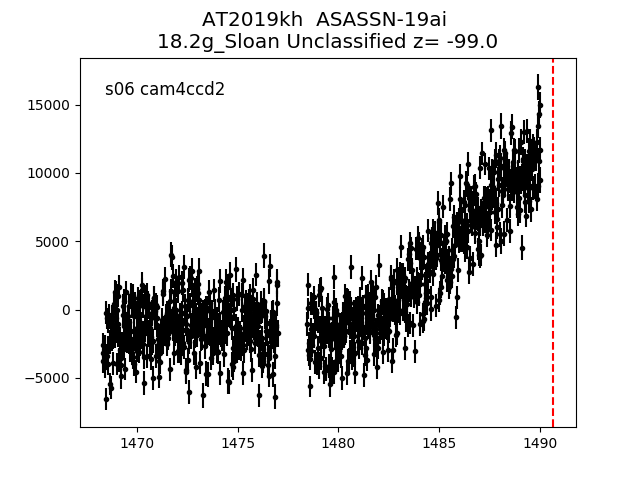 AT2019kh  ASASSN-19ai
18.2g_Sloan Unclassified z= -99.0
s06 cam4ccd2
15000
10000
5000
0
−5000
1470 1475 1480 1485 1490